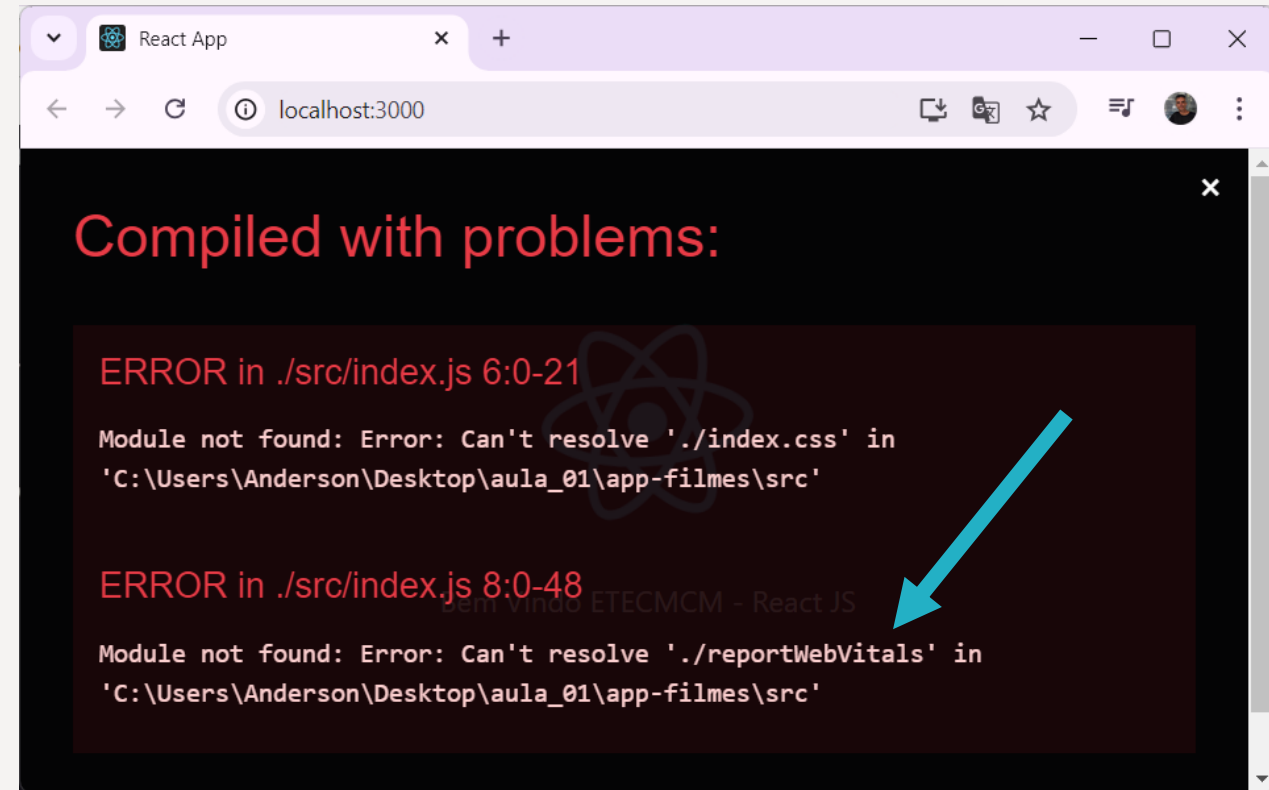 React App
localhost:3000
Compiled with problems:
ERROR in ./src/index.js 6:0-21
Module not found: Error: Can't resolve './index.css' in
'C:\Users\Anderson\Desktop\aula_01\app-filmes\src'
ERROR in ./src/index.js 8:0-48
Bem Vindo ETECMCM - React JS
Module not found: Error: Can't resolve './reportWebVitals' in
'C:\Users\Anderson\Desktop\aula_01\app-filmes\src'